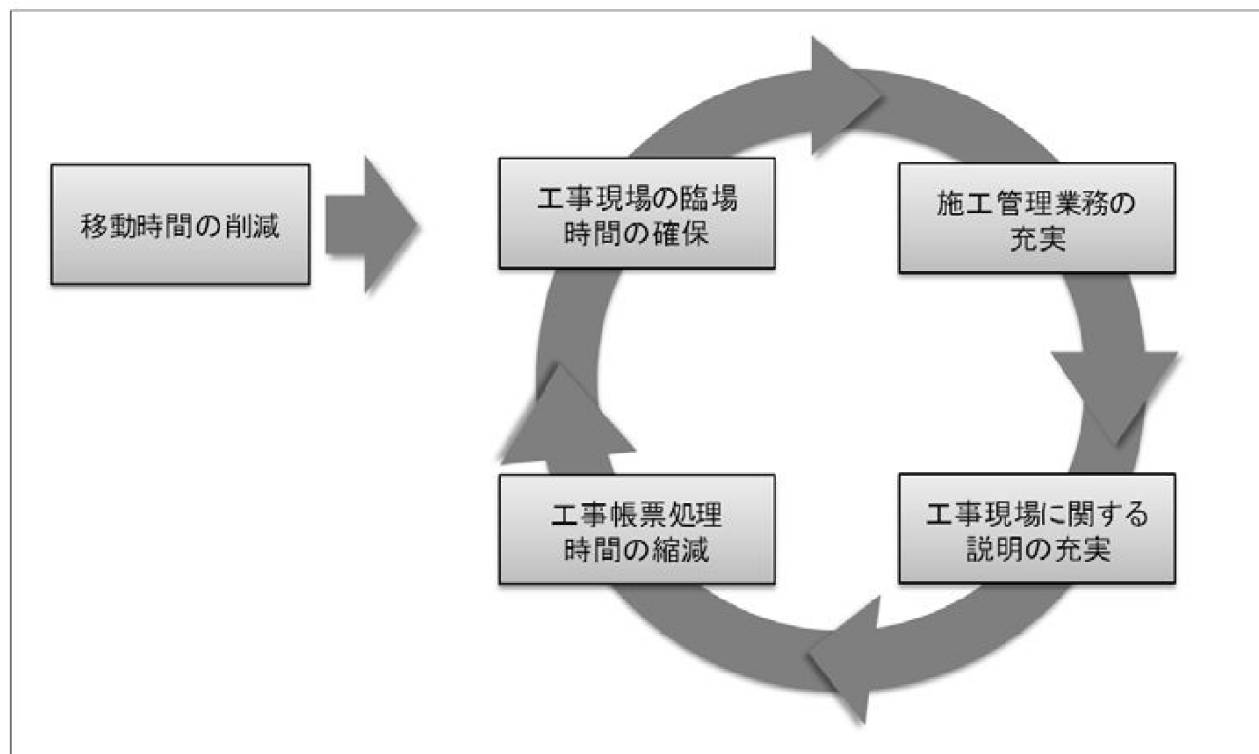 移動時間の削減
工事現場の臨場
時間の確保
施工管理業務の
充実
工事現場に関する
説明の充実
工事帳票処理
時間の縮減